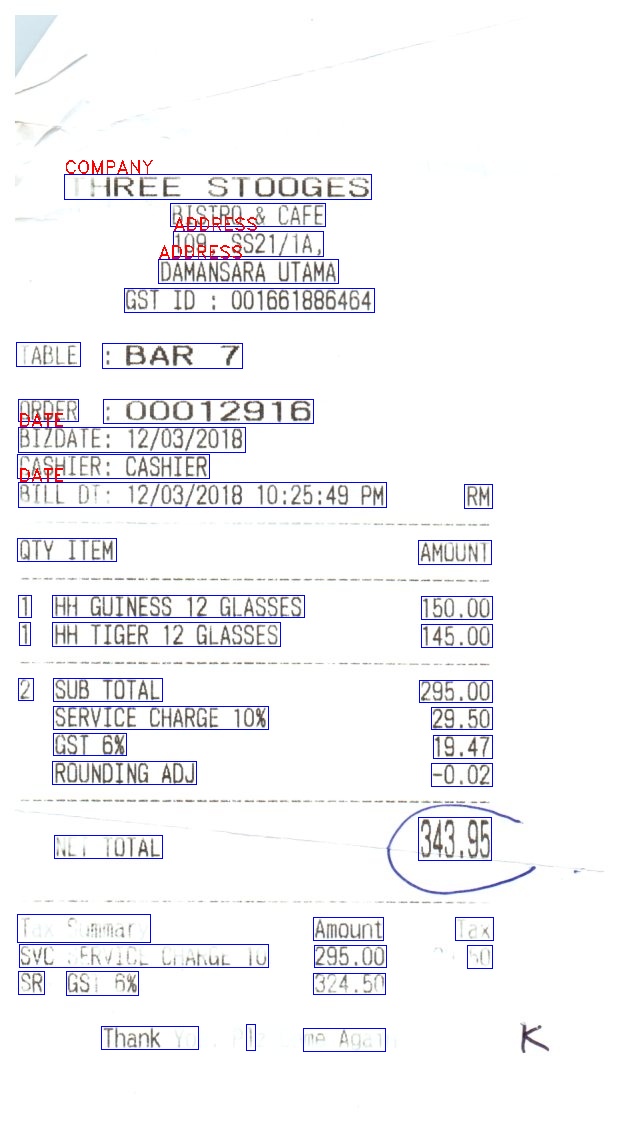 COMPANY
THREE STOOGES
BISTRO & CAFE
ADDRESS
109, SS21/1A,
ADDRESS
DAMANSARA UTAMA
GST ID : 001661886464
TABLE : BAR 7
ORDER : 00012916
DATE
BIZDATE: 12/03/2018
CASHIER: CASHIER
DATE
BILL DT: 12/03/2018 10:25:49 PM RM
QTY ITEM AMOUNT
1 HH GUINESS 12 GLASSES 150.00
1 HH TIGER 12 GLASSES 145.00
2 SUB TOTAL 295.00
SERVICE CHARGE 10% 29.50
GST 6% 19.47
ROUNDING ADJ -0.02
NET TOTAL 343.95
Tax Summary Amount Tax
SVC SERVICE CHARGE 10 295.00 29.50
SR GST 6% 324.50
Thank You, Plz Come Again
K